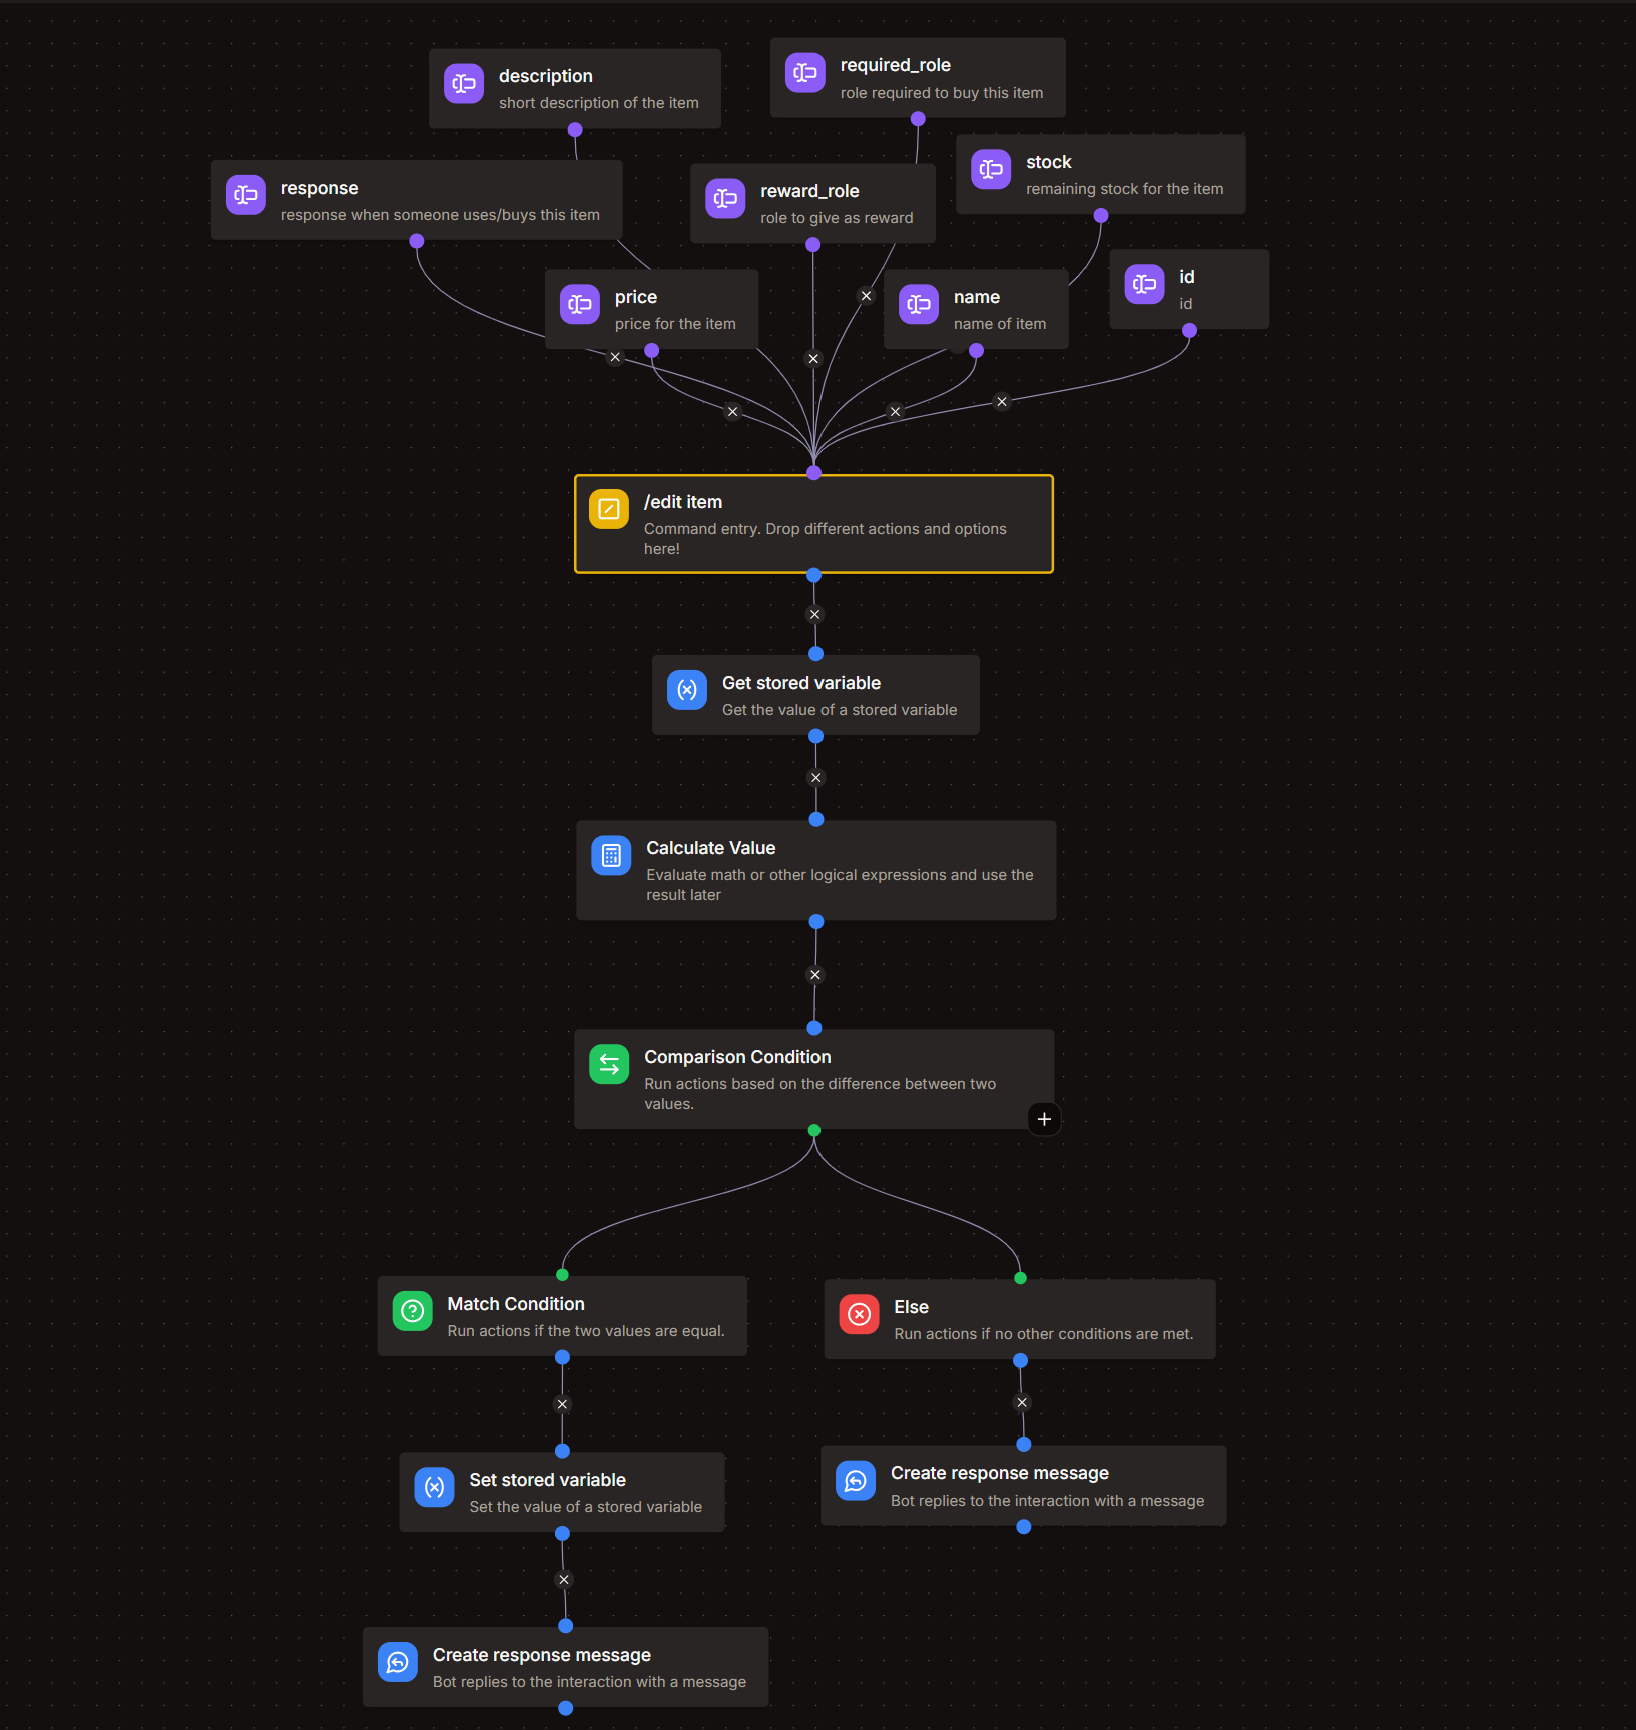 description
short description of the item
required_role
role required to buy this item
response
response when someone uses/buys this item
reward_role
role to give as reward
stock
remaining stock for the item
price
price for the item
name
name of item
id
id
/edit item
Command entry. Drop different actions and options
here!
Get stored variable
Get the value of a stored variable
Calculate Value
Evaluate math or other logical expressions and use the
result later
Comparison Condition
Run actions based on the difference between two
values.
Match Condition
Run actions if the two values are equal.
Else
Run actions if no other conditions are met.
Set stored variable
Set the value of a stored variable
Create response message
Bot replies to the interaction with a message
Create response message
Bot replies to the interaction with a message